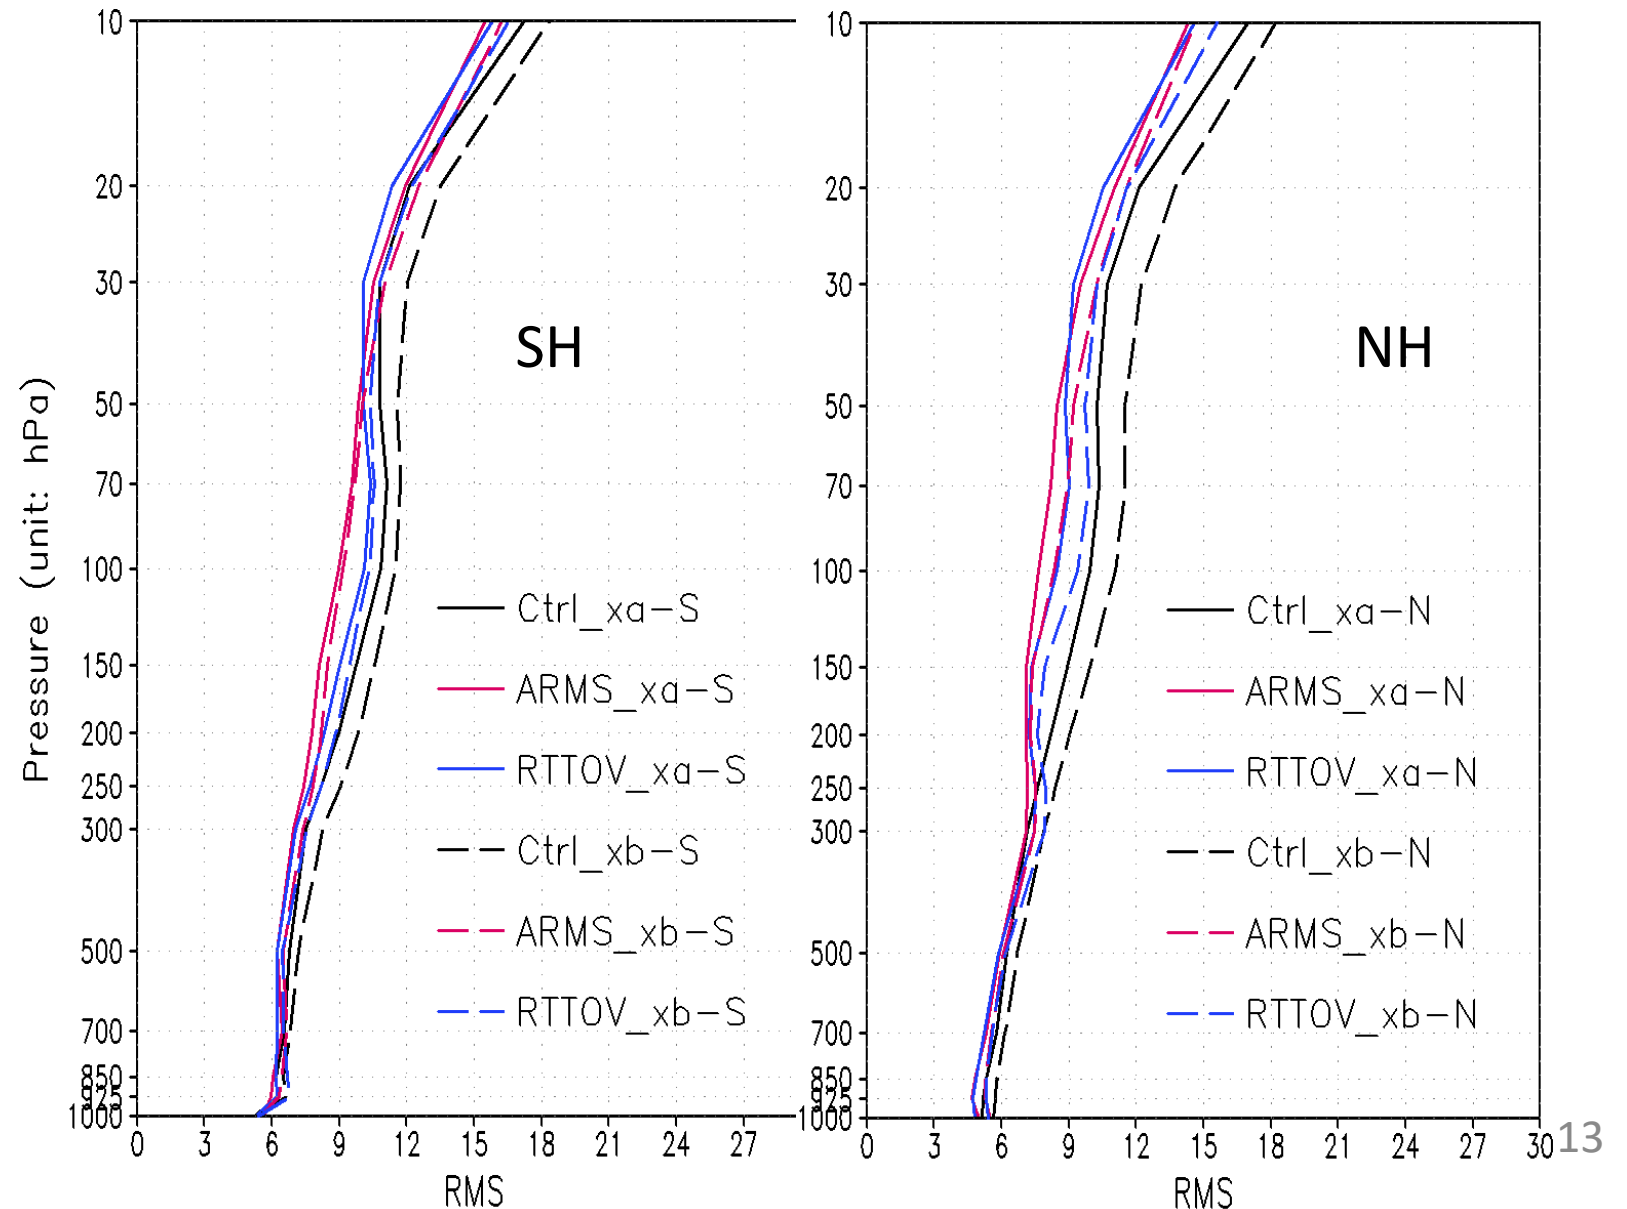 10
20
30
50
70
100
150
200
250
300
500
700
850
925
1000
Pressure (unit: hPa)
SH
Ctrl_xa-S
ARMS_xa-S
RTTOV_xa-S
Ctrl_xb-S
ARMS_xb-S
RTTOV_xb-S
0 3 6 9 12 15 18 21 24 27
RMS
10
20
30
50
70
100
150
200
250
300
500
700
850
925
1000
NH
Ctrl_xa-N
ARMS_xa-N
RTTOV_xa-N
Ctrl_xb-N
ARMS_xb-N
RTTOV_xb-N
0 3 6 9 12 15 18 21 24 27 30
RMS
13